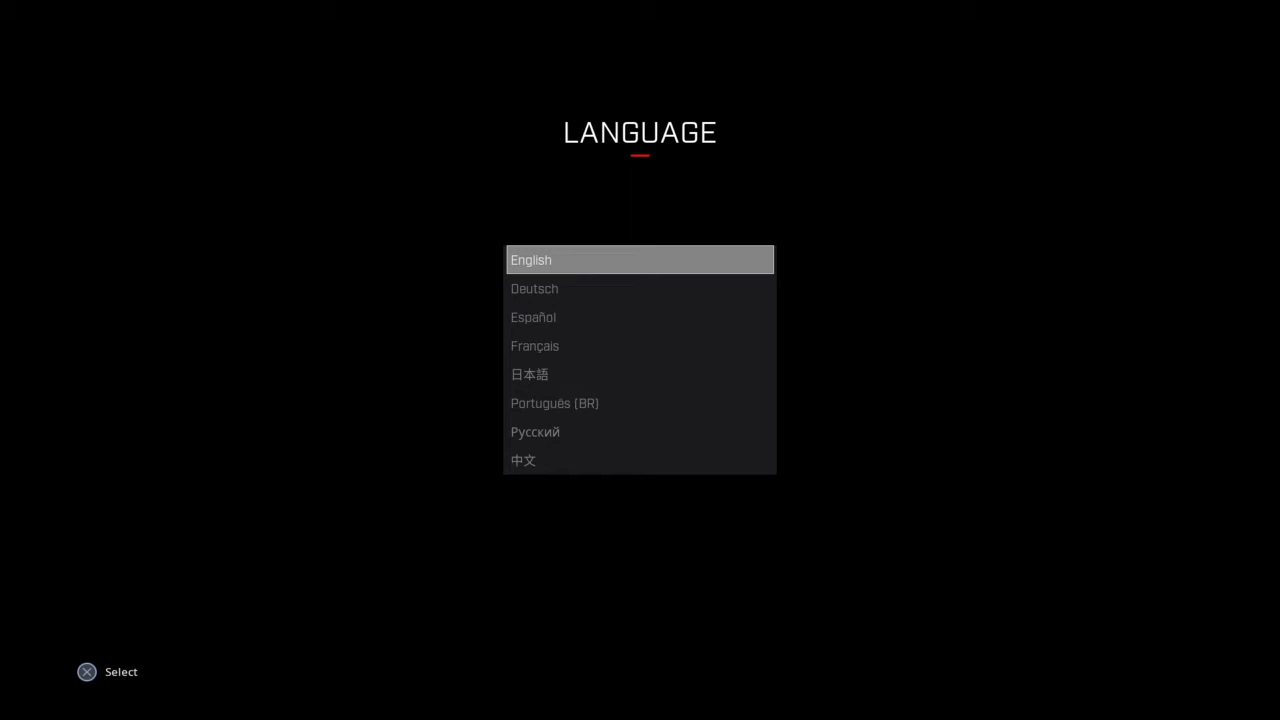 LANGUAGE
English
Deutsch
Español
Français
日本語
Português (BR)
Русский
中文
Select